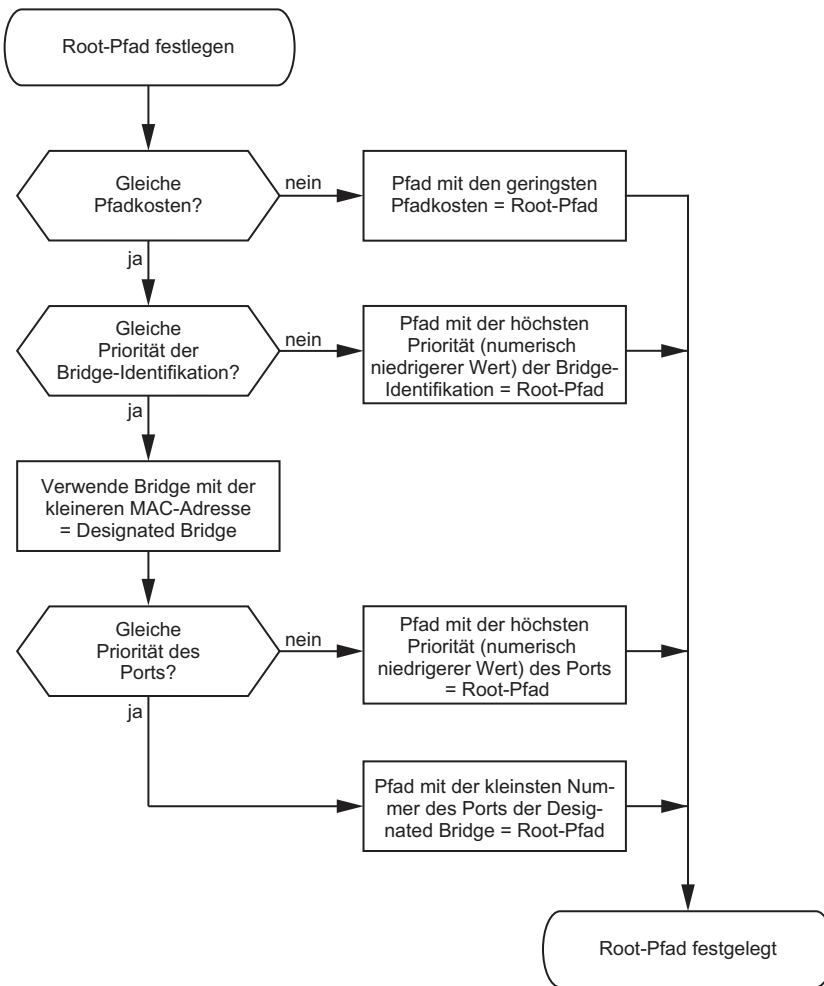 Root-Pfad festlegen
Gleiche
Pfadkosten?
nein
Pfad mit den geringsten
Pfadkosten = Root-Pfad
ja
Gleiche
Priorität der
Bridge-Identifikation?
nein
Pfad mit der höchsten
Priorität (numerisch
niedrigerer Wert) der Bridge-
Identifikation = Root-Pfad
ja
Verwende Bridge mit der
kleineren MAC-Adresse
= Designated Bridge
Gleiche
Priorität des
Ports?
nein
Pfad mit der höchsten
Priorität (numerisch
niedrigerer Wert) des Ports
= Root-Pfad
ja
Pfad mit der kleinsten Num-
mer des Ports der Desig-
nated Bridge = Root-Pfad
Root-Pfad festgelegt